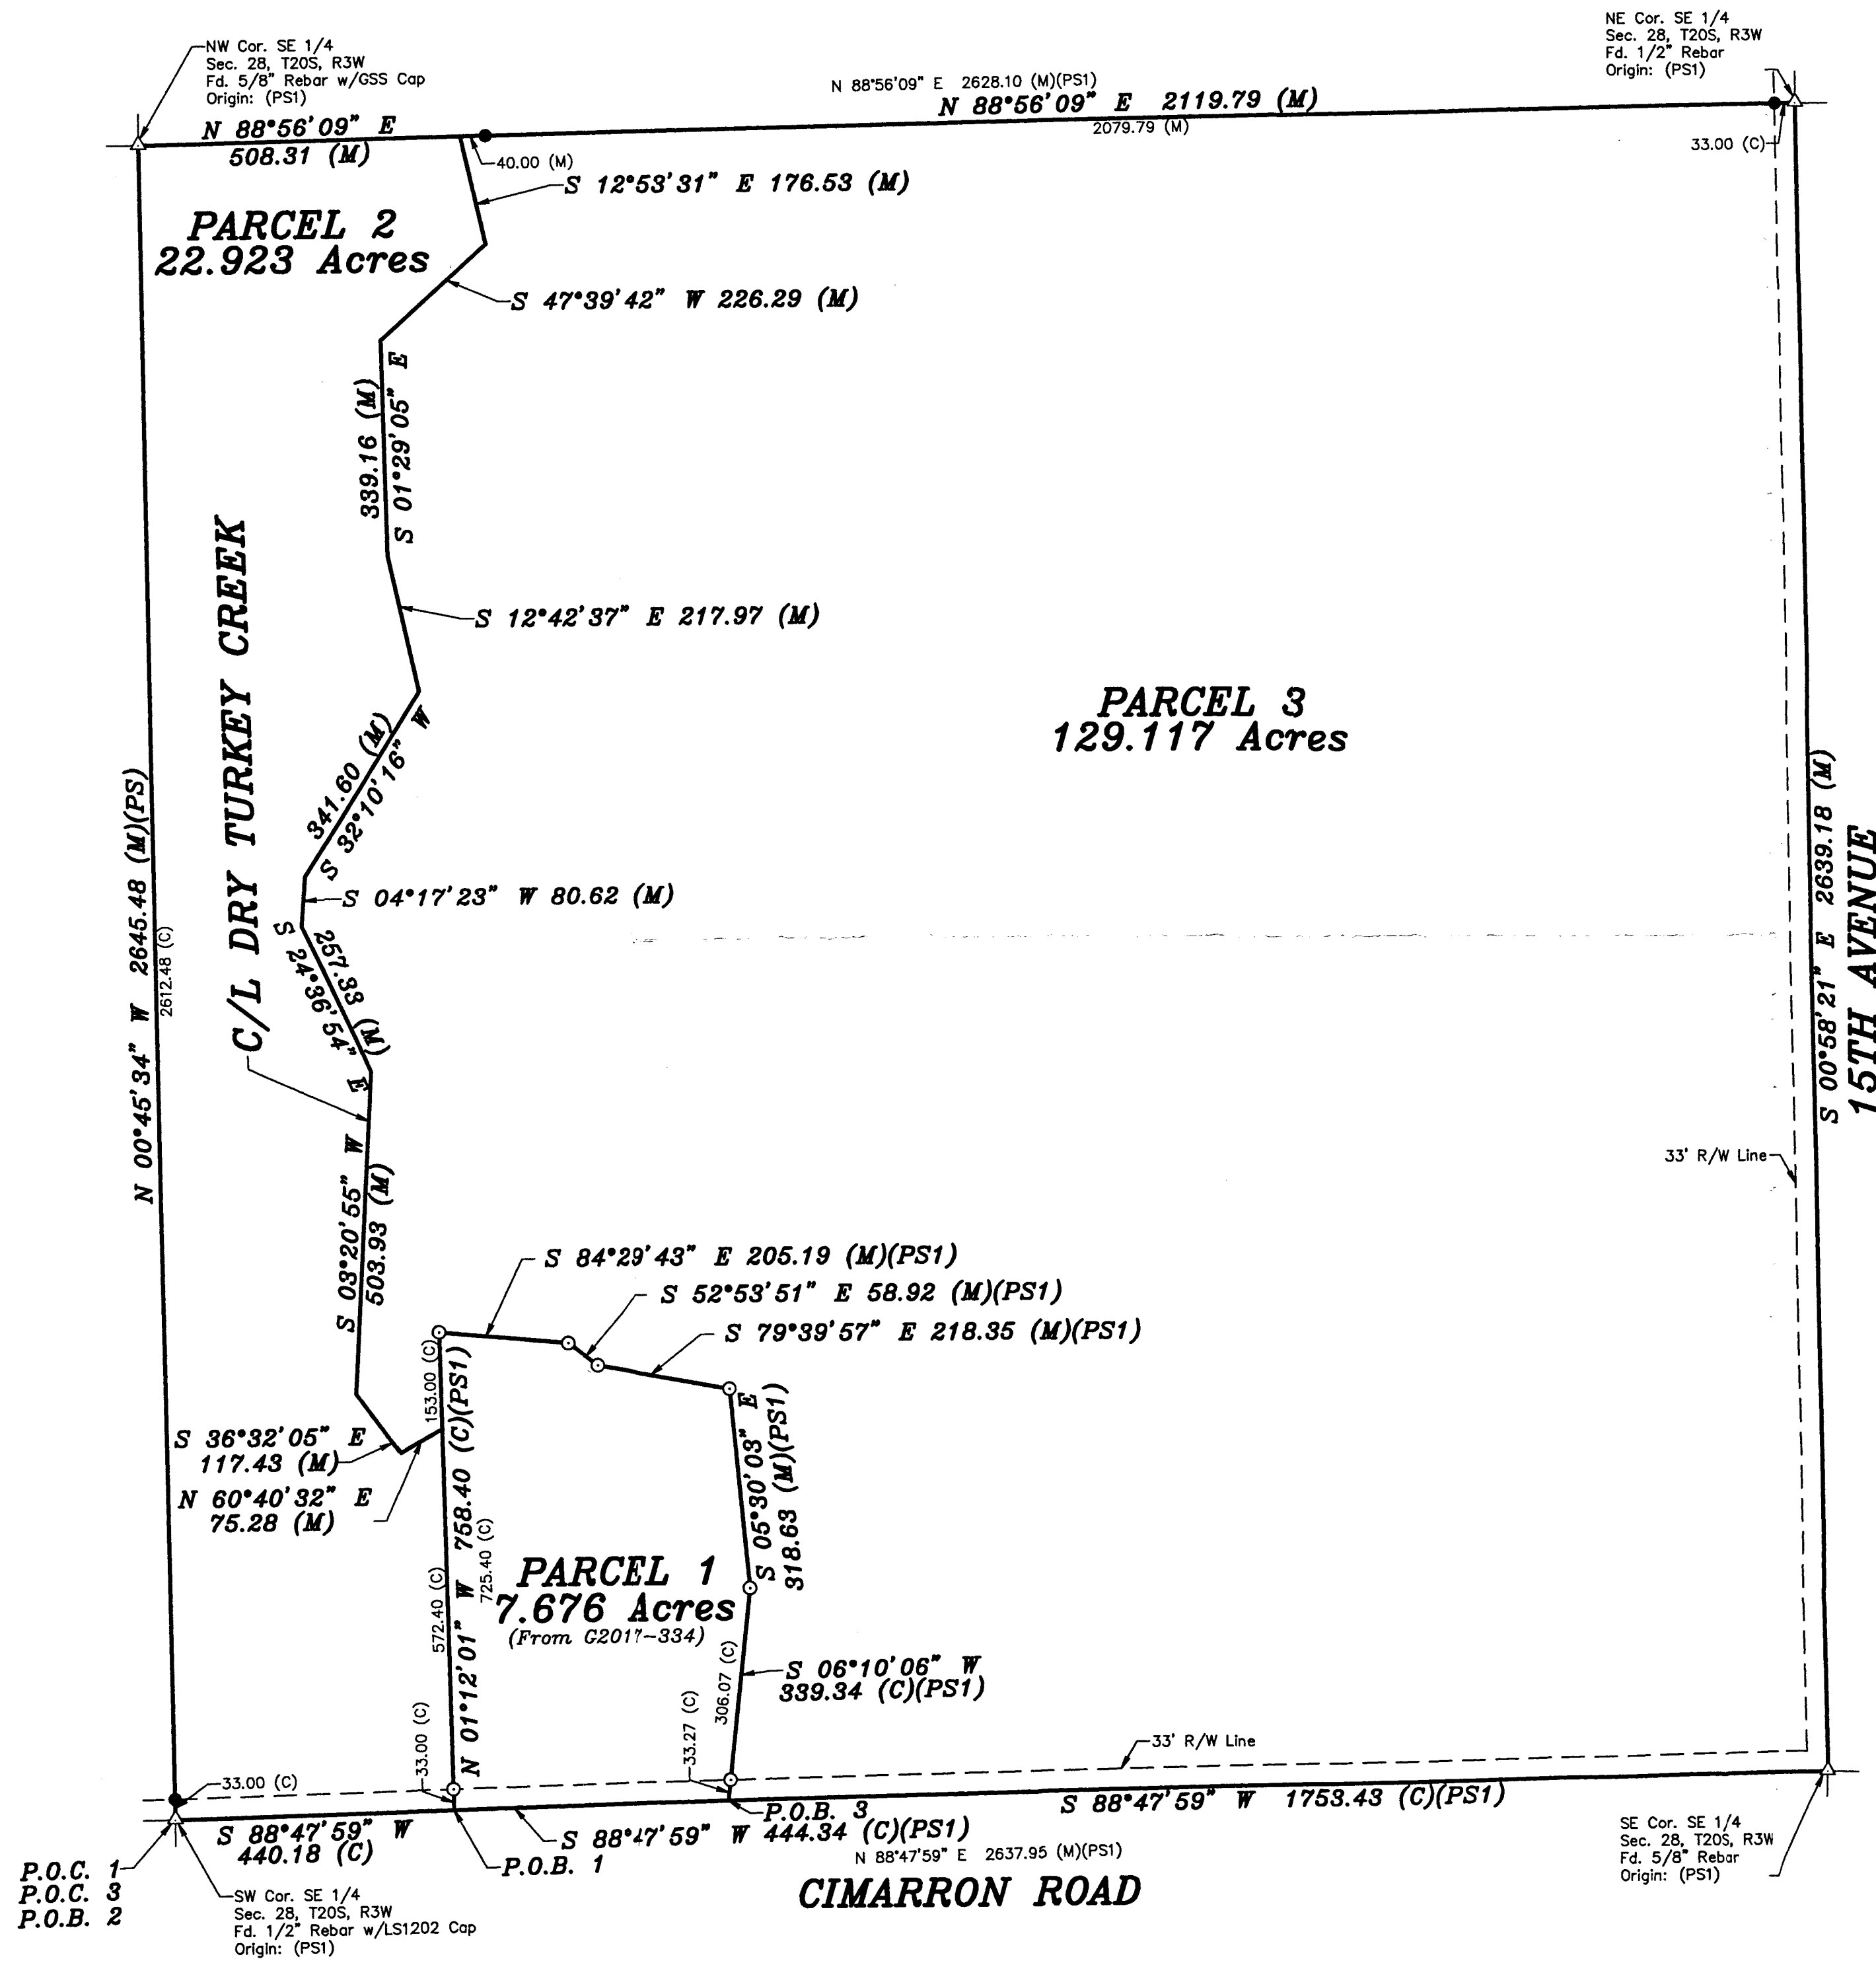 NW Cor. SE 1/4
Sec. 28, T20S, R3W
Fd. 5/8" Rebar w/GSS Cap
Origin: (PS1)
NE Cor. SE 1/4
Sec. 28, T20S, R3W
Fd. 1/2" Rebar
Origin: (PS1)
N 88°56'09" E 2628.10 (M)(PS1)
N 88°56'09" E 2119.79 (M)
2079.79 (M)
N 88°56'09" E
508.31 (M)
40.00 (M)
33.00 (C)
S 12°53'31" E 176.53 (M)
PARCEL 2
22.923 Acres
S 47°39'42" W 226.29 (M)
339.16 (M)
S 01°29'05" E
S 12°42'37" E 217.97 (M)
PARCEL 3
129.117 Acres
341.60 (M)
S 32°10'16" W
S 04°17'23" W 80.62 (M)
257.33 (M)
S 24°36'54" E
C/L DRY TURKEY CREEK
N 00°45'34" W 2645.48 (M)(PS)
2612.48 (C)
S 00°58'21" E 2639.18 (M)
15TH AVENUE
33' R/W Line
S 03°20'55" W
503.93 (M)
S 84°29'43" E 205.19 (M)(PS1)
S 52°53'51" E 58.92 (M)(PS1)
S 79°39'57" E 218.35 (M)(PS1)
153.00 (C)
S 36°32'05" E
117.43 (M)
N 60°40'32" E
75.28 (M)
N 01°12'01" W 758.40 (C)(PS1)
725.40 (C)
572.40 (C)
S 05°30'03" E
318.63 (M)(PS1)
PARCEL 1
7.676 Acres
(From G2017-334)
S 06°10'06" W
339.34 (C)(PS1)
306.07 (C)
33.27 (C)
33.00 (C)
33.00 (C)
33' R/W Line
P.O.B. 3
S 88°47'59" W 1753.43 (C)(PS1)
S 88°47'59" W
440.18 (C)
S 88°47'59" W 444.34 (C)(PS1)
N 88°47'59" E 2637.95 (M)(PS1)
P.O.B. 1
CIMARRON ROAD
P.O.C. 1
P.O.C. 3
P.O.B. 2
SW Cor. SE 1/4
Sec. 28, T20S, R3W
Fd. 1/2" Rebar w/LS1202 Cap
Origin: (PS1)
SE Cor. SE 1/4
Sec. 28, T20S, R3W
Fd. 5/8" Rebar
Origin: (PS1)